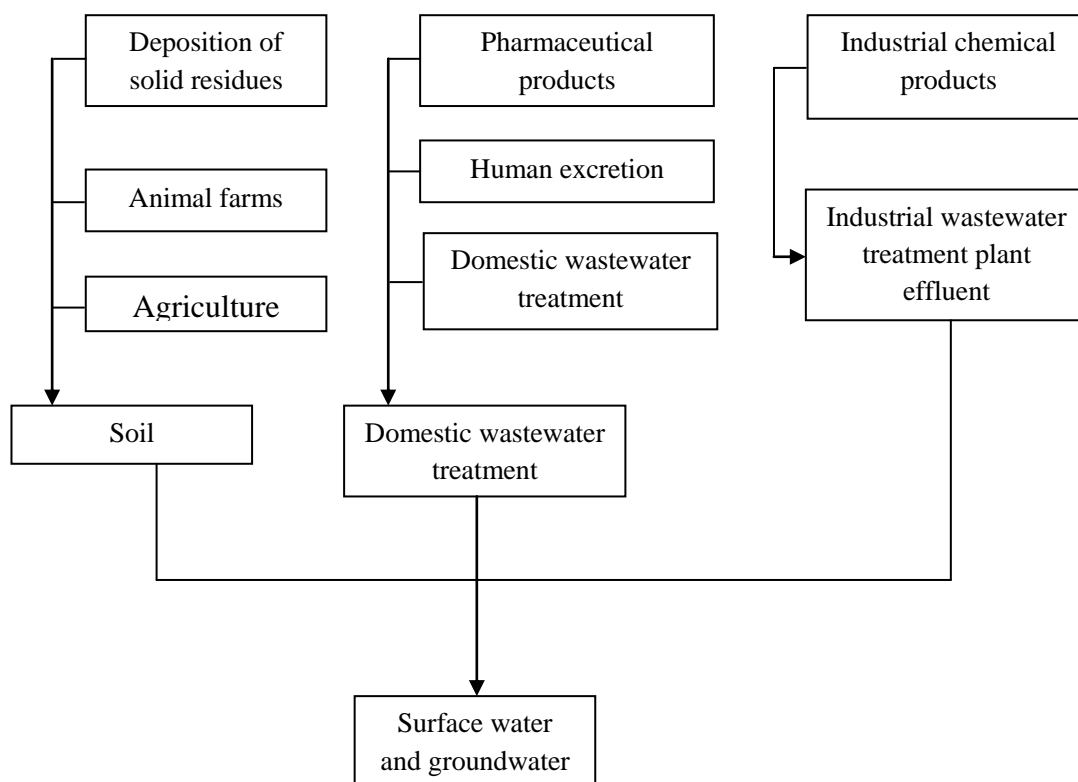 Deposition of
solid residues
Pharmaceutical
products
Industrial chemical
products
Animal farms
Human excretion
Industrial wastewater
treatment plant
effluent
Agriculture
Domestic wastewater
treatment
Soil
Domestic wastewater
treatment
Surface water
and groundwater